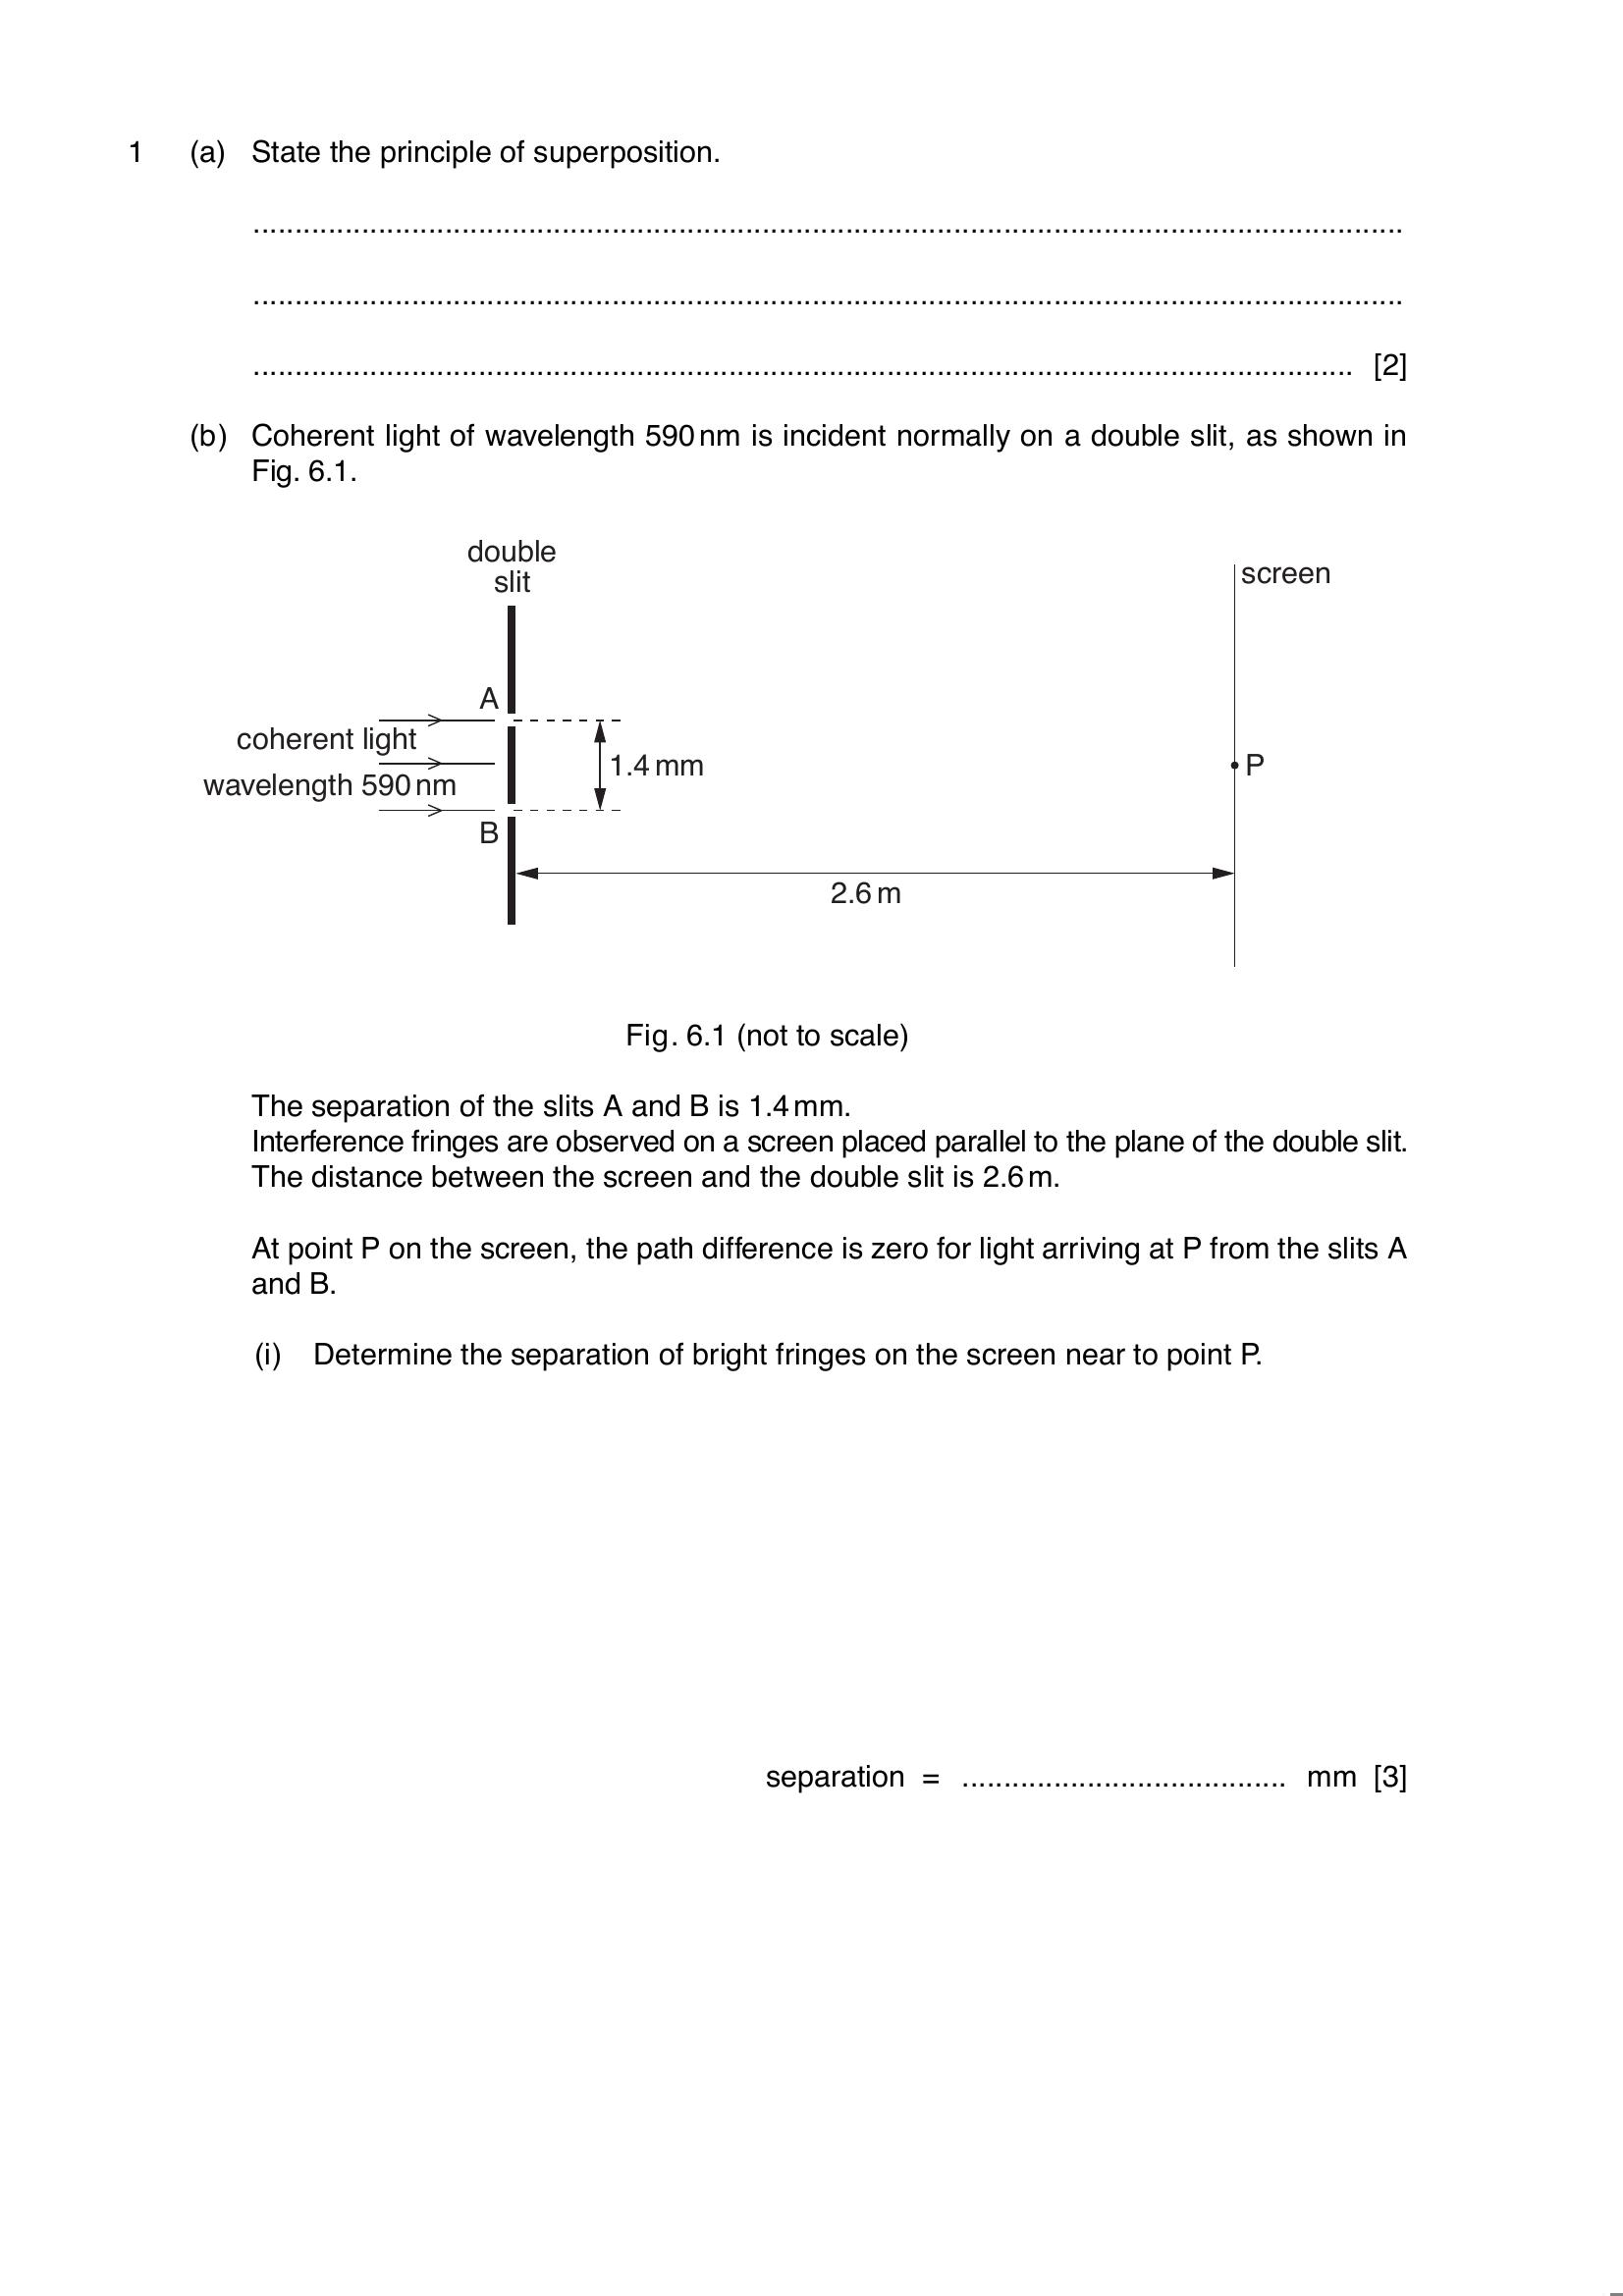 1 (a) State the principle of superposition.
..........................................................................................................................................
..........................................................................................................................................
.................................................................................................................................... [2]
(b) Coherent light of wavelength 590 nm is incident normally on a double slit, as shown in
Fig. 6.1.
double
slit
screen
A
coherent light
1.4 mm
P
wavelength 590 nm
B
2.6 m
Fig. 6.1 (not to scale)
The separation of the slits A and B is 1.4 mm.
Interference fringes are observed on a screen placed parallel to the plane of the double slit.
The distance between the screen and the double slit is 2.6 m.
At point P on the screen, the path difference is zero for light arriving at P from the slits A
and B.
(i) Determine the separation of bright fringes on the screen near to point P.
separation = ....................................... mm [3]